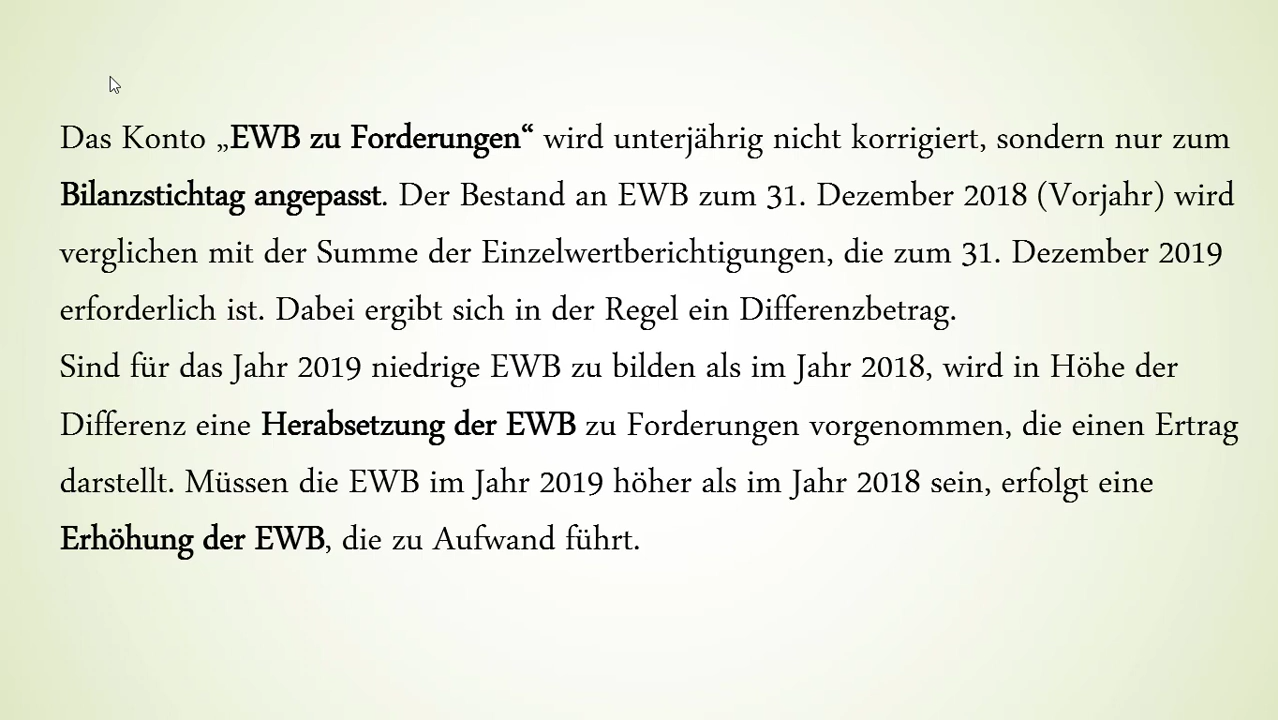 Das Konto „EWB zu Forderungen“ wird unterjährig nicht korrigiert, sondern nur zum
Bilanzstichtag angepasst. Der Bestand an EWB zum 31. Dezember 2018 (Vorjahr) wird
verglichen mit der Summe der Einzelwertberichtigungen, die zum 31. Dezember 2019
erforderlich ist. Dabei ergibt sich in der Regel ein Differenzbetrag.
Sind für das Jahr 2019 niedrige EWB zu bilden als im Jahr 2018, wird in Höhe der
Differenz eine Herabsetzung der EWB zu Forderungen vorgenommen, die einen Ertrag
darstellt. Müssen die EWB im Jahr 2019 höher als im Jahr 2018 sein, erfolgt eine
Erhöhung der EWB, die zu Aufwand führt.